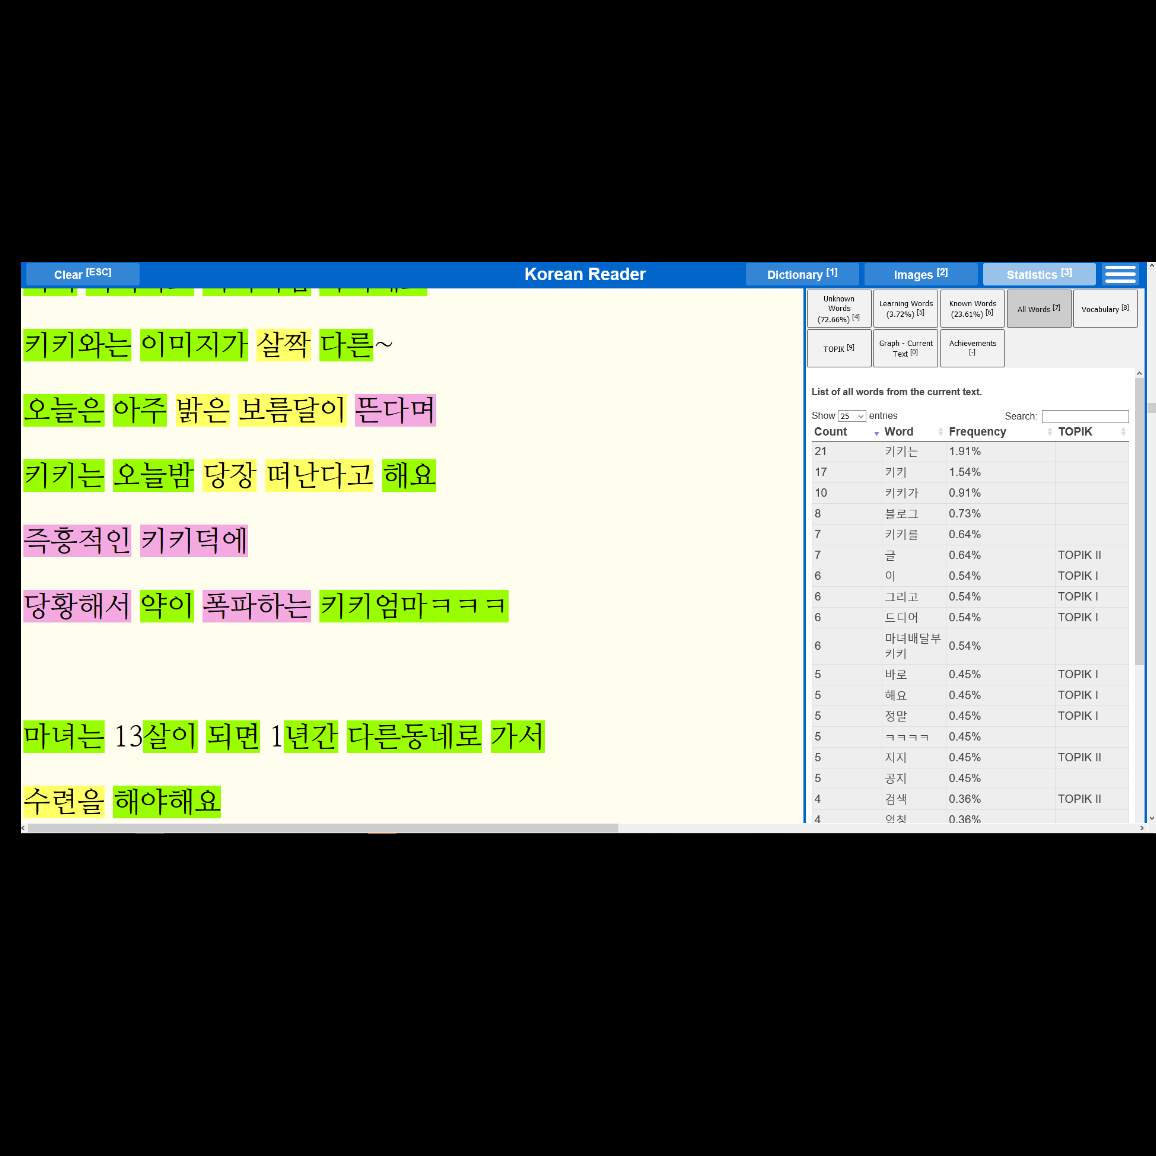 Clear [ESC]
Korean Reader
Dictionary [1]
Images [2]
Statistics [3]
키키와는 이미지가 살짝 다른~
오늘은 아주 밝은 보름달이 뜬다며
키키는 오늘밤 당장 떠난다고 해요
즉흥적인 키키덕에
당황해서 약이 폭파하는 키키엄마ㅋㅋㅋ
마녀는 13살이 되면 1년간 다른동네로 가서
수련을 해야해요
Unknown
Words
(72.66%) [4]
Learning Words
(3.72%) [5]
Known Words
(23.61%) [6]
All Words [7]
Vocabulary [8]
TOPIK [9]
Graph - Current
Text [0]
Achievements
[-]
List of all words from the current text.
Show 25 entries
Search:
Count Word Frequency TOPIK
21 키키는 1.91%
17 키키 1.54%
10 키키가 0.91%
8 블로그 0.73%
7 키키를 0.64%
7 글 0.64% TOPIK II
6 이 0.54% TOPIK I
6 그리고 0.54% TOPIK I
6 드디어 0.54% TOPIK I
6 마녀배달부
키키 0.54%
5 바로 0.45% TOPIK I
5 해요 0.45% TOPIK I
5 정말 0.45% TOPIK I
5 ㅋㅋㅋㅋ 0.45%
5 지지 0.45% TOPIK II
5 공지 0.45%
4 검색 0.36% TOPIK II
4 0.36%